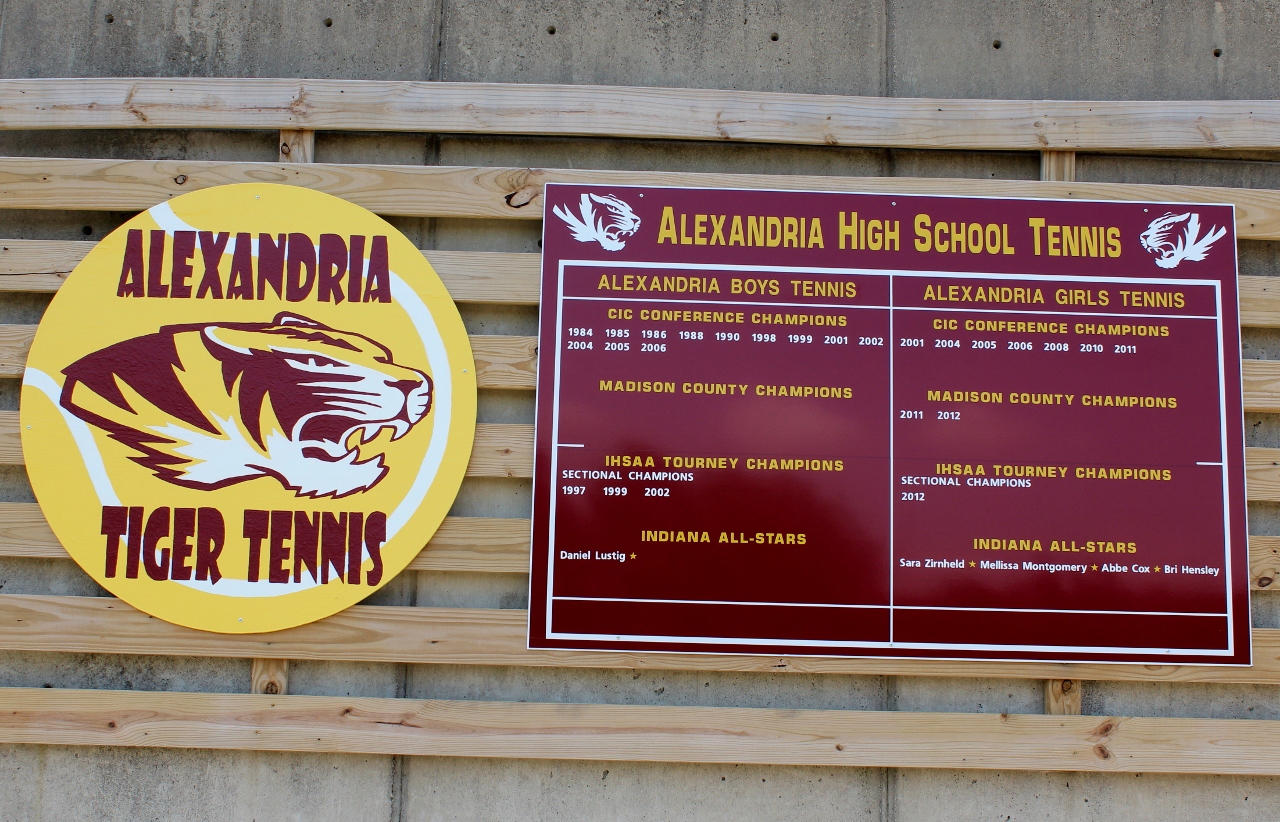 ALEXANDRIA
TIGER TENNIS
ALEXANDRIA HIGH SCHOOL TENNIS
ALEXANDRIA BOYS TENNIS
CIC CONFERENCE CHAMPIONS
1984 1985 1986 1988 1990 1998 1999 2001 2002
2004 2005 2006
MADISON COUNTY CHAMPIONS
IHSAA TOURNEY CHAMPIONS
SECTIONAL CHAMPIONS
1997 1999 2002
INDIANA ALL-STARS
Daniel Lustig ★
ALEXANDRIA GIRLS TENNIS
CIC CONFERENCE CHAMPIONS
2001 2004 2005 2006 2008 2010 2011
MADISON COUNTY CHAMPIONS
2011 2012
IHSAA TOURNEY CHAMPIONS
SECTIONAL CHAMPIONS
2012
INDIANA ALL-STARS
Sara Zirnheld ★ Mellissa Montgomery ★ Abbe Cox ★ Bri Hensley